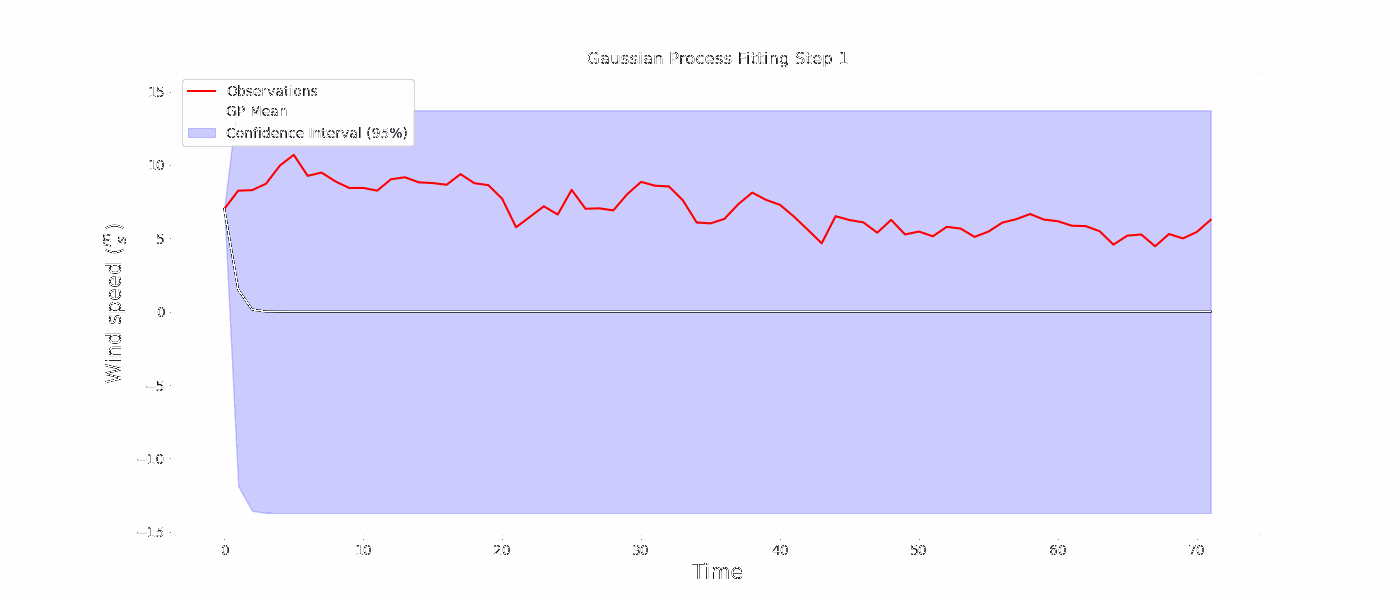 Gaussian Process Fitting Step 1
Observations
GP Mean
Confidence Interval (95%)
15
10
5
0
−5
−10
−15
Wind speed (m/s)
0 10 20 30 40 50 60 70
Time